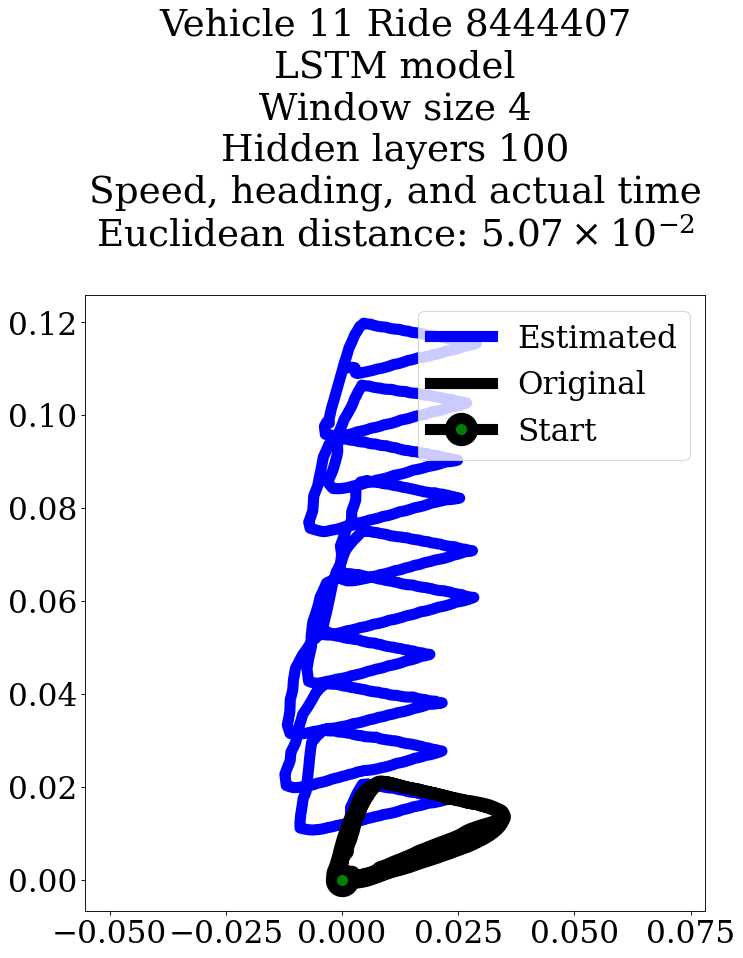 Vehicle 11 Ride 8444407
LSTM model
Window size 4
Hidden layers 100
Speed, heading, and actual time
Euclidean distance: 5.07 × 10⁻²
Estimated
Original
Start
0.12
0.10
0.08
0.06
0.04
0.02
0.00
−0.050 −0.025 0.000 0.025 0.050 0.075